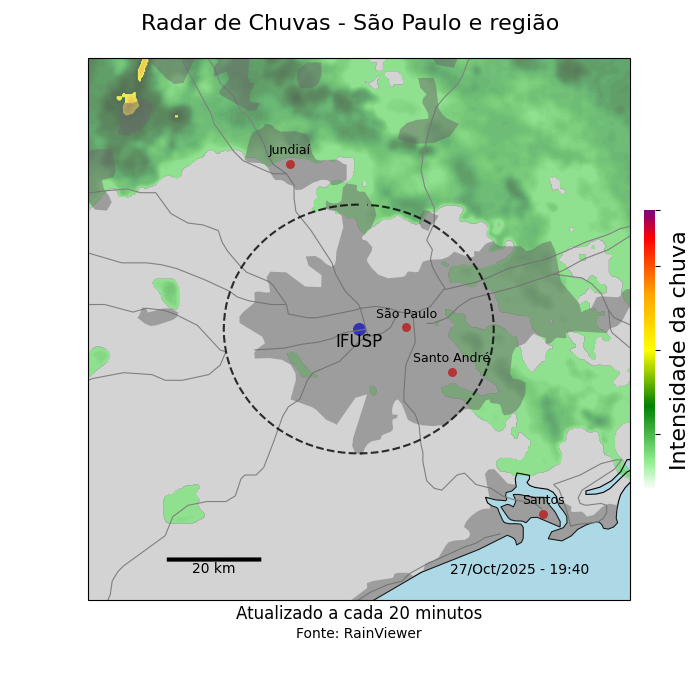 Radar de Chuvas - São Paulo e região
Jundiaí
São Paulo
IFUSP
Santo André
Santos
20 km
27/Oct/2025 - 19:40
Intensidade da chuva
Atualizado a cada 20 minutos
Fonte: RainViewer